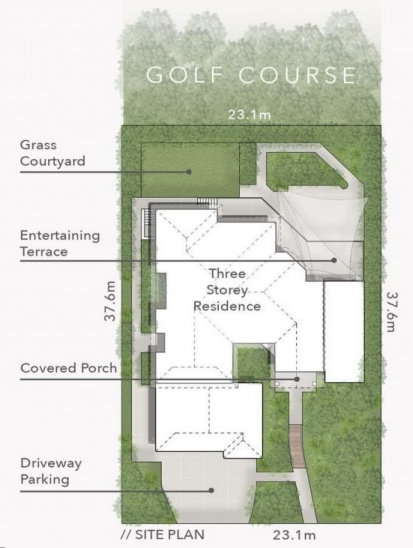 GOLF COURSE
23.1m
Grass
Courtyard
Entertaining
Terrace
Three
Storey
Residence
37.6m
37.6m
Covered Porch
Driveway
Parking
// SITE PLAN
23.1m